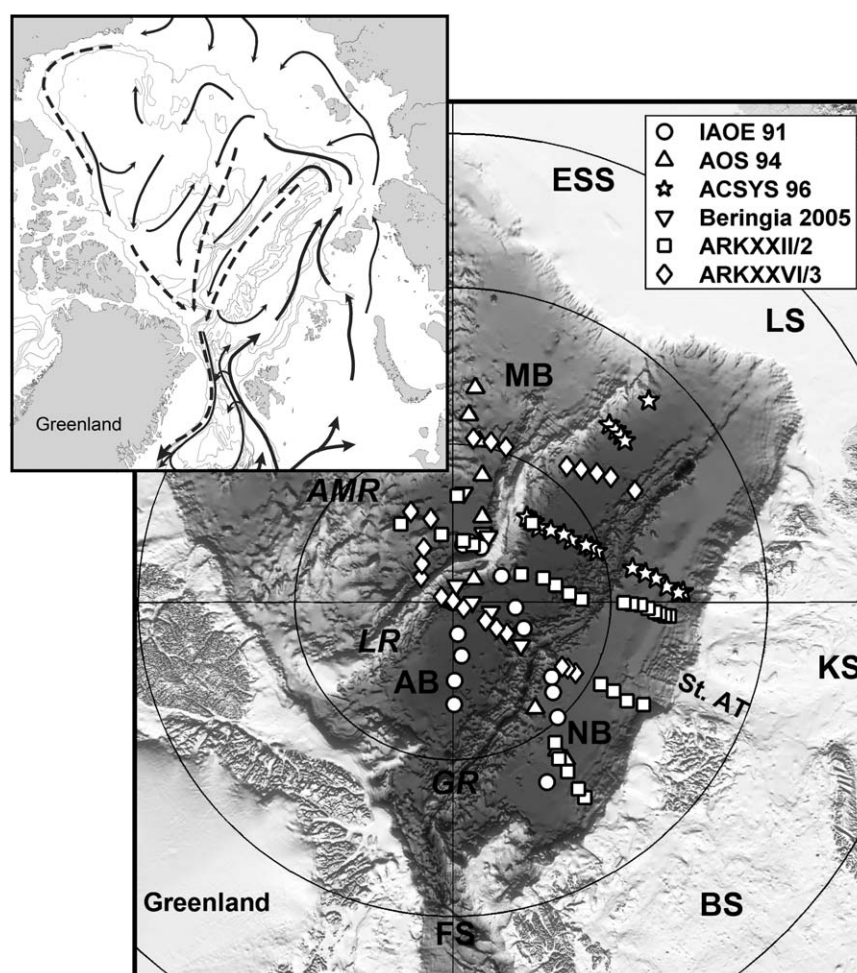 Greenland
IAOE 91
AOS 94
ACSYS 96
Beringia 2005
ARKXXII/2
ARKXXVI/3
ESS
LS
MB
AMR
LR
AB
KS
St. AT
NB
GR
BS
Greenland
FS